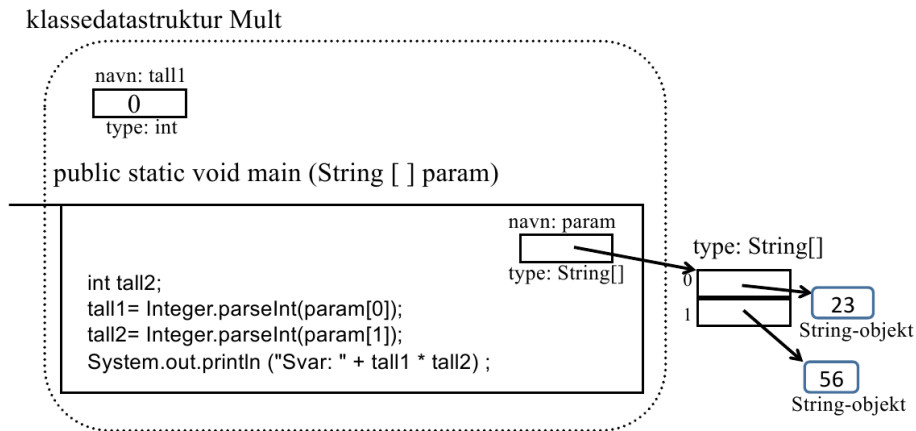 klassedatastruktur Mult
navn: tall1
0
type: int
public static void main (String [ ] param)
navn: param
type: String[]
type: String[]
0
1
23
String-objekt
56
String-objekt
int tall2;
tall1= Integer.parseInt(param[0]);
tall2= Integer.parseInt(param[1]);
System.out.println ("Svar: " + tall1 * tall2) ;